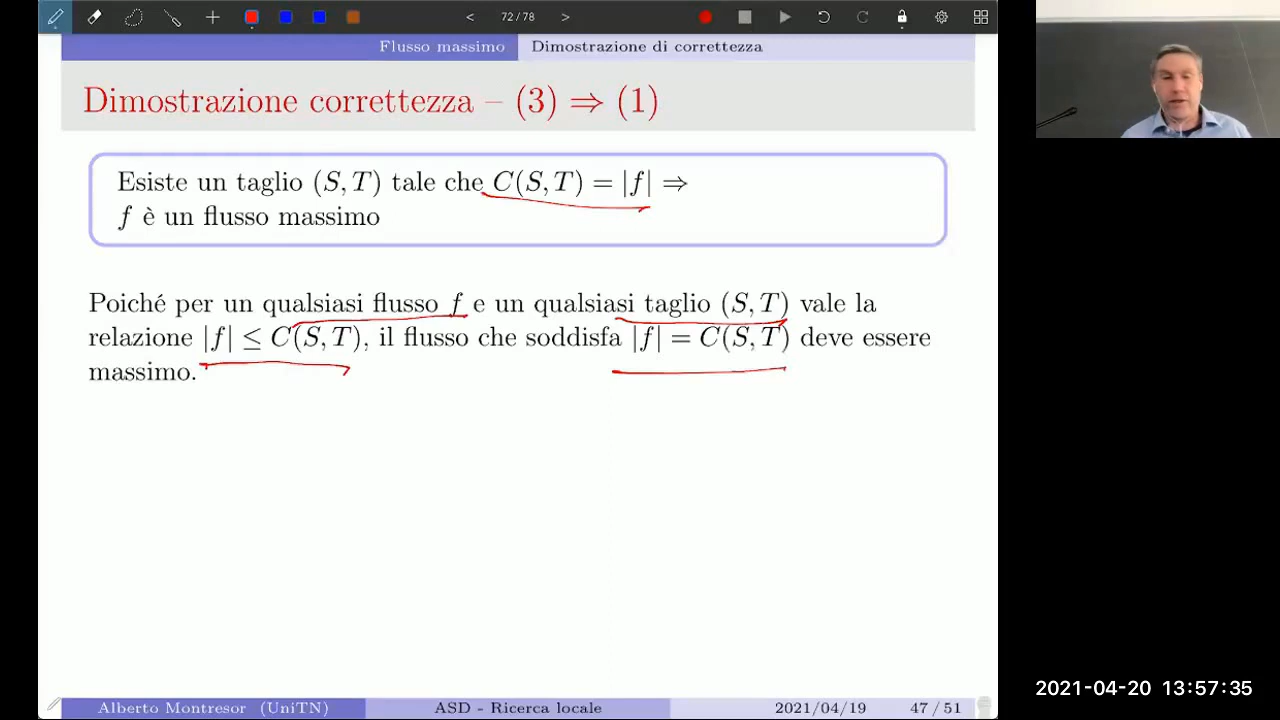 72 / 78
Flusso massimo Dimostrazione di correttezza
Dimostrazione correttezza – (3) ⇒ (1)
Esiste un taglio (S, T) tale che C(S, T) = |f| ⇒
f è un flusso massimo
Poiché per un qualsiasi flusso f e un qualsiasi taglio (S, T) vale la
relazione |f| ≤ C(S, T), il flusso che soddisfa |f| = C(S, T) deve essere
massimo.
Alberto Montresor (UniTN) ASD - Ricerca locale 2021/04/19 47 / 51
2021-04-20 13:57:35